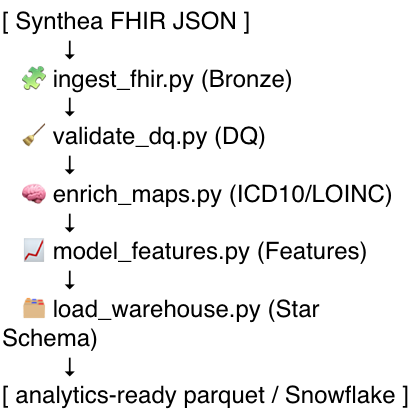 [ Synthea FHIR JSON ]
↓
🧩 ingest_fhir.py (Bronze)
↓
🧹 validate_dq.py (DQ)
↓
🧠 enrich_maps.py (ICD10/LOINC)
↓
📈 model_features.py (Features)
↓
🗂️ load_warehouse.py (Star
Schema)
↓
[ analytics-ready parquet / Snowflake ]